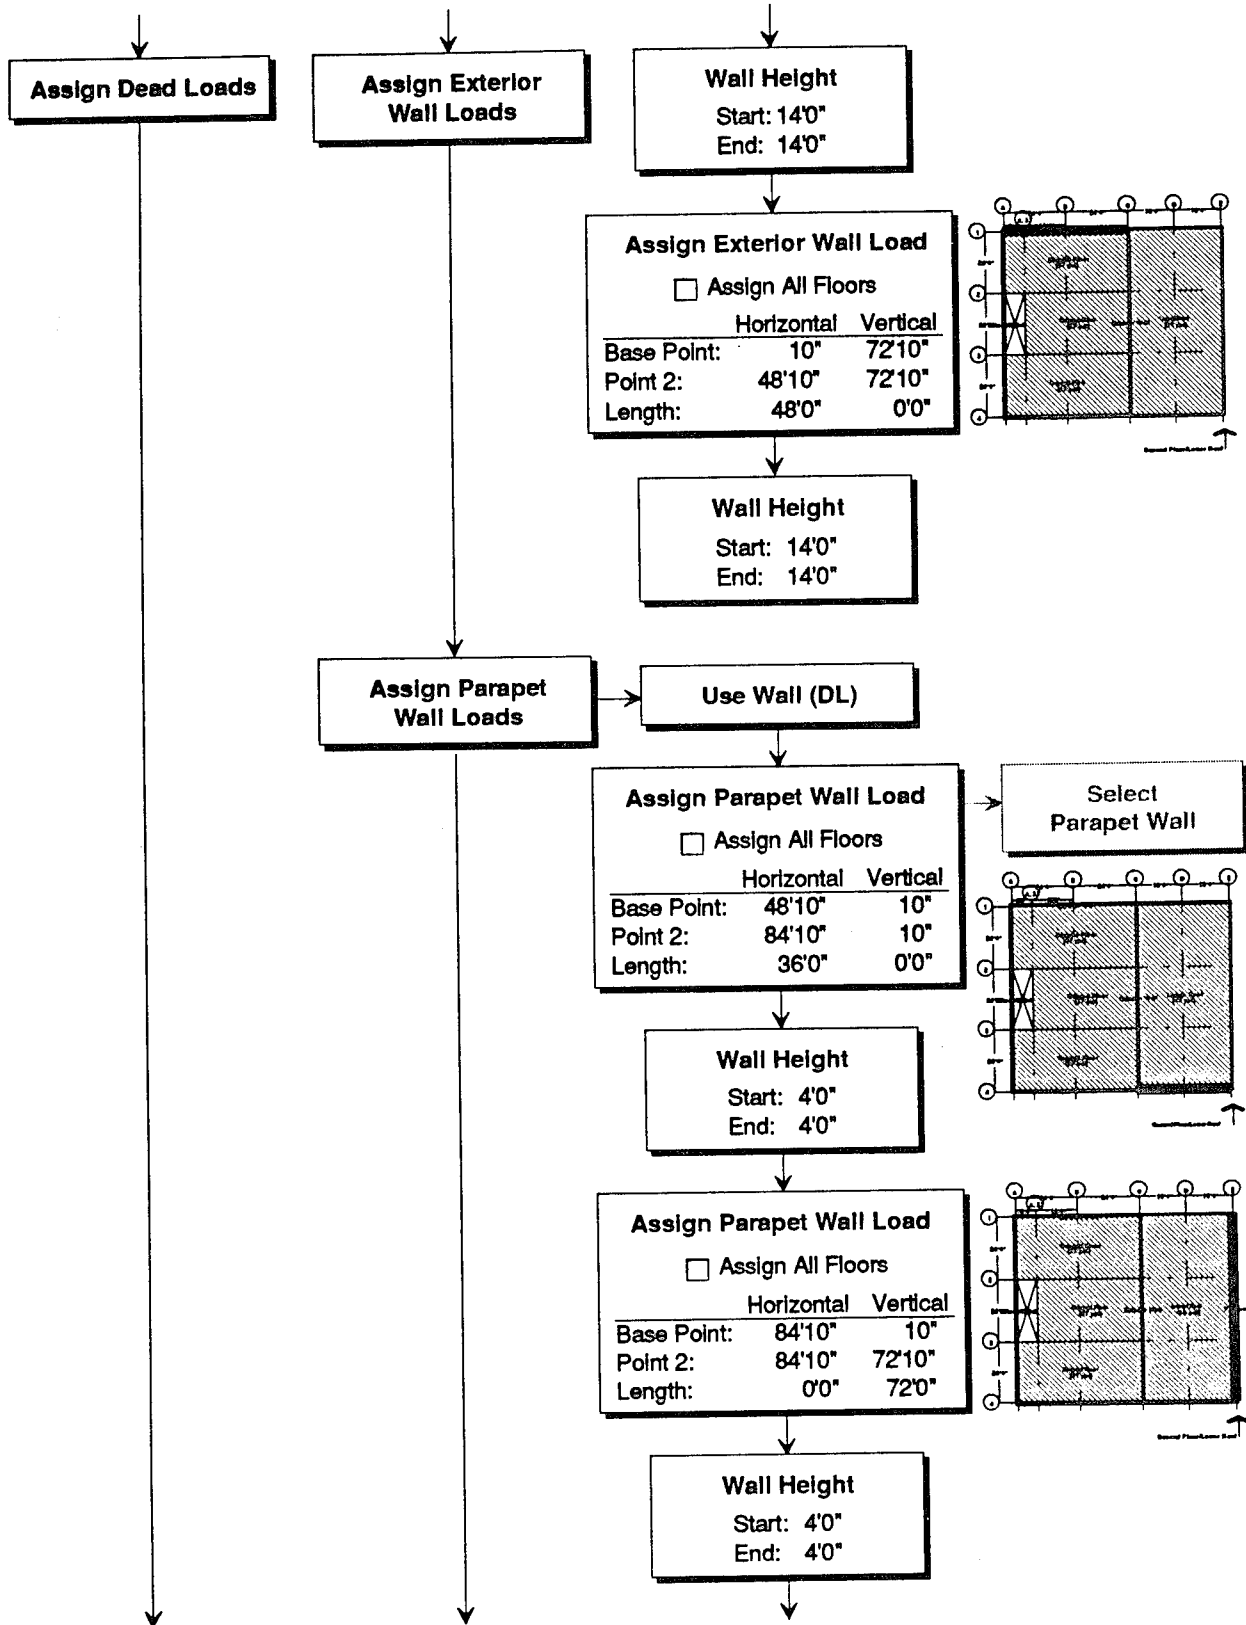 Assign Dead Loads
Assign Exterior
Wall Loads
Wall Height
Start: 14'0"
End: 14'0"
Assign Exterior Wall Load
Assign All Floors
Horizontal Vertical
Base Point: 10" 72'10"
Point 2: 48'10" 72'10"
Length: 48'0" 0'0"
Wall Height
Start: 14'0"
End: 14'0"
Assign Parapet
Wall Loads
Use Wall (DL)
Assign Parapet Wall Load
Assign All Floors
Horizontal Vertical
Base Point: 48'10" 10"
Point 2: 84'10" 10"
Length: 36'0" 0'0"
Select
Parapet Wall
Wall Height
Start: 4'0"
End: 4'0"
Assign Parapet Wall Load
Assign All Floors
Horizontal Vertical
Base Point: 84'10" 10"
Point 2: 84'10" 72'10"
Length: 0'0" 72'0"
Wall Height
Start: 4'0"
End: 4'0"